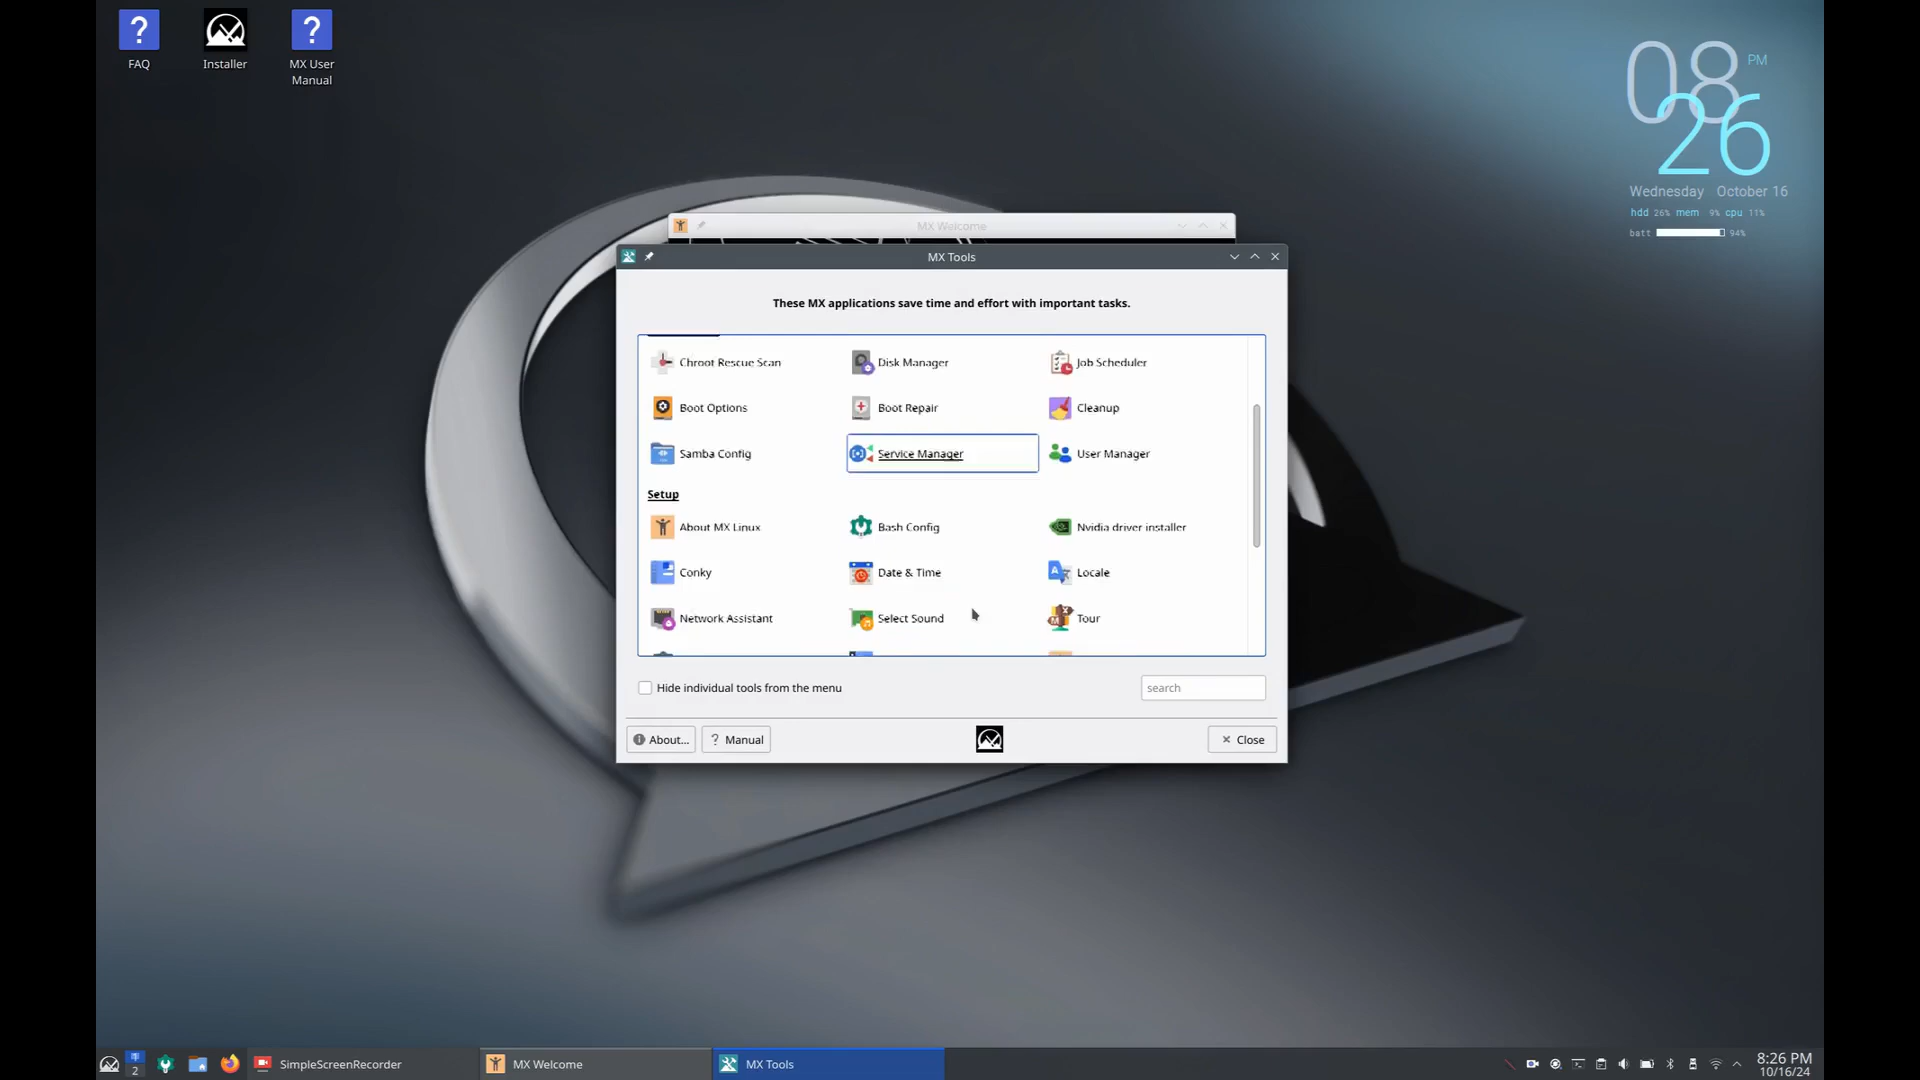 FAQ
Installer
MX User
Manual
08 PM
26
Wednesday October 16
hdd 26% mem 9% cpu 11%
batt 94%
MX Welcome
MX Tools
These MX applications save time and effort with important tasks.
Chroot Rescue Scan
Disk Manager
Job Scheduler
Boot Options
Boot Repair
Cleanup
Samba Config
Service Manager
User Manager
Setup
About MX Linux
Bash Config
Nvidia driver installer
Conky
Date & Time
Locale
Network Assistant
Select Sound
Tour
Hide individual tools from the menu
search
About...
? Manual
Close
2
SimpleScreenRecorder
MX Welcome
MX Tools
8:26 PM
10/16/24